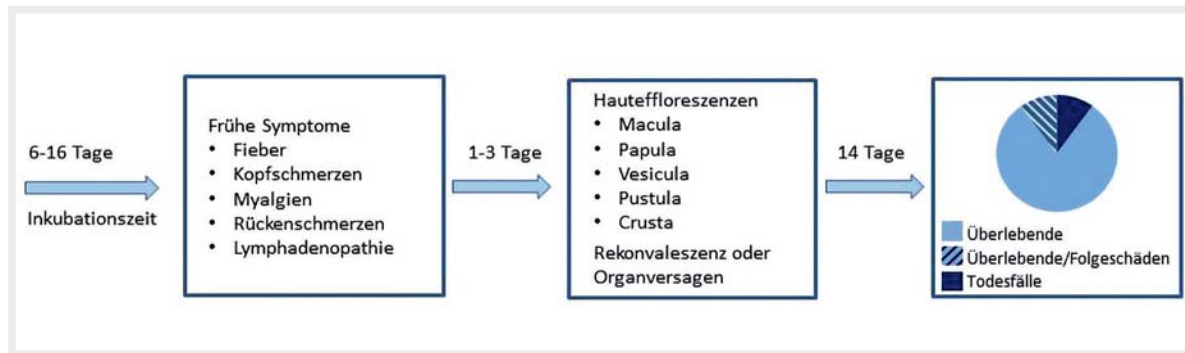 6-16 Tage
Inkubationszeit
Frühe Symptome
• Fieber
• Kopfschmerzen
• Myalgien
• Rückenschmerzen
• Lymphadenopathie
1-3 Tage
Hauteffloreszenzen
• Macula
• Papula
• Vesicula
• Pustula
• Crusta
Rekonvaleszenz oder
Organversagen
14 Tage
Überlebende
Überlebende/Folgeschäden
Todesfälle